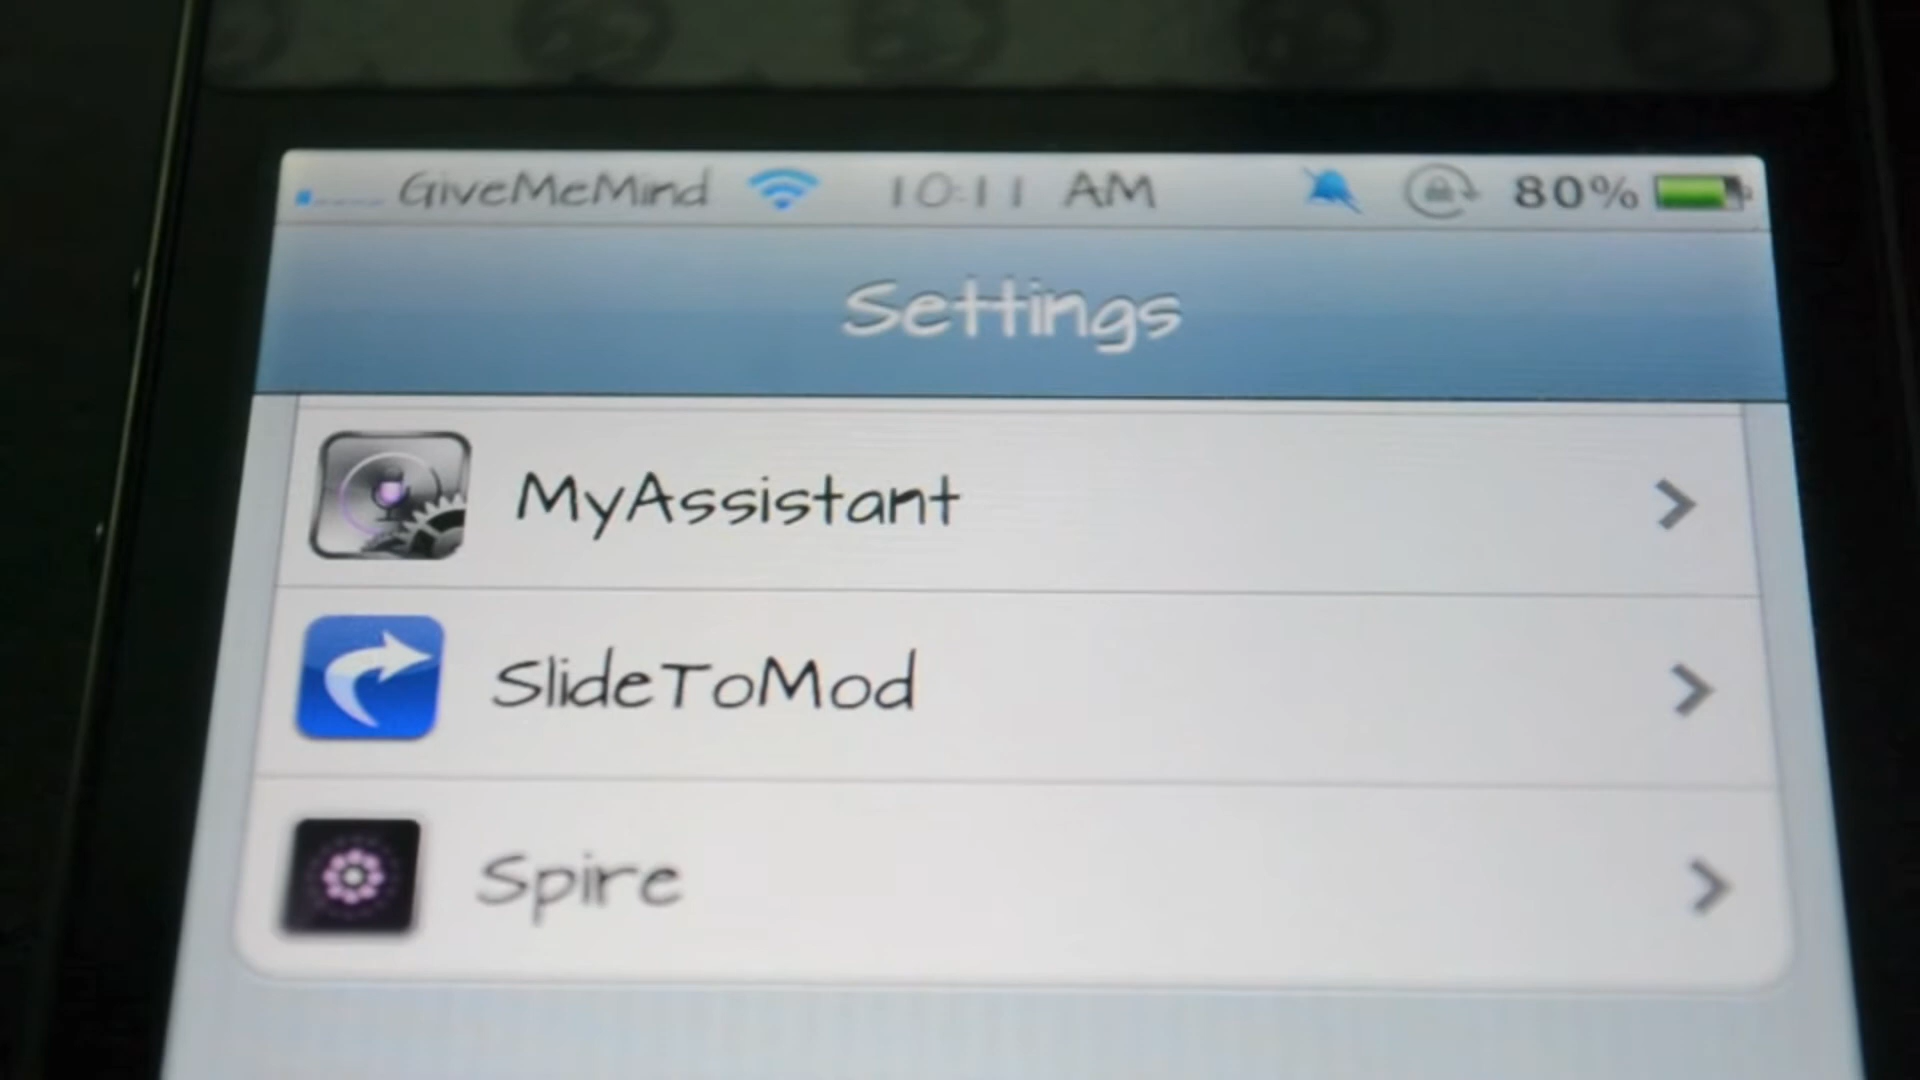 GiveMeMind 10:11 AM 80%
Settings
MyAssistant
SlideToMod
Spire